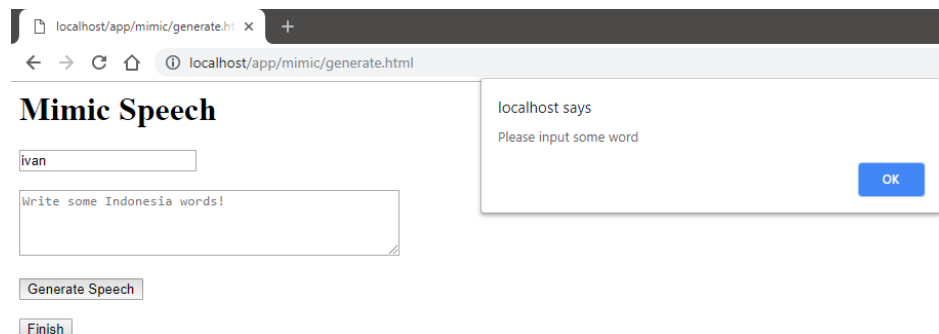 localhost/app/mimic/generate.ht
localhost/app/mimic/generate.html
localhost says
Please input some word
OK
Mimic Speech
ivan
Write some Indonesia words!
Generate Speech
Finish